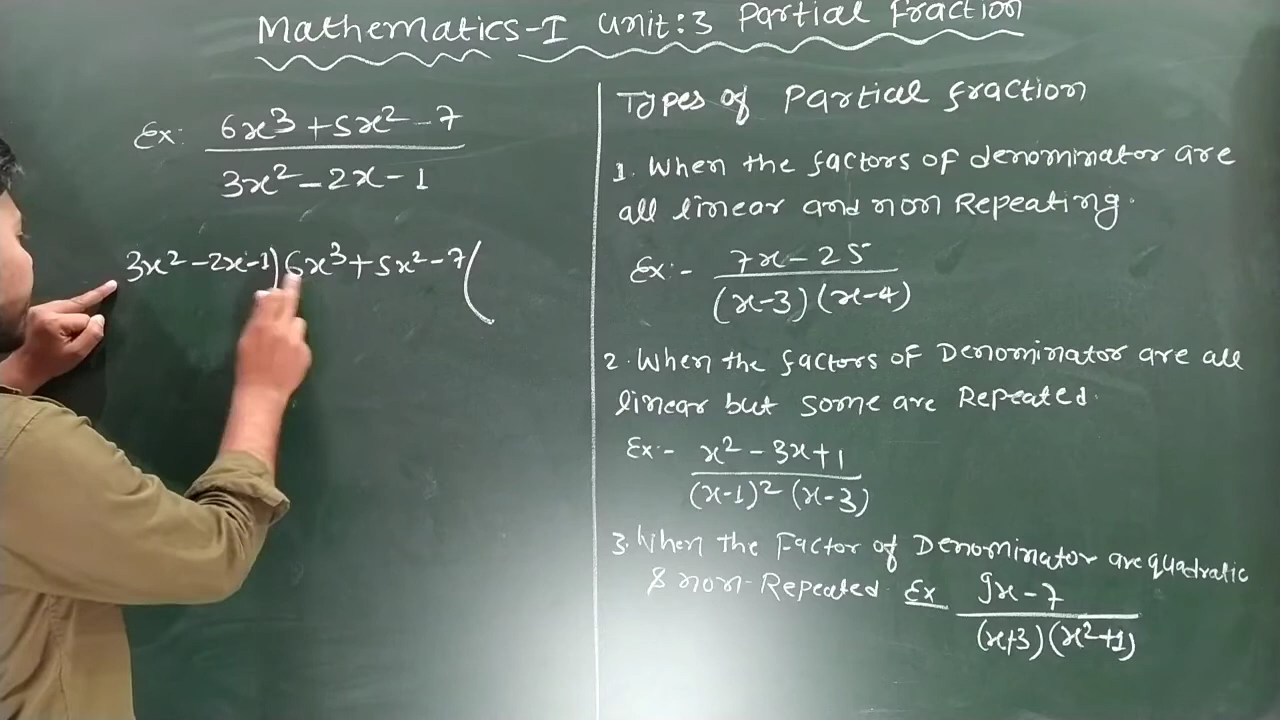 Mathematics-I Unit:3 Partial Fraction
Ex: 6x³ + 5x² - 7
3x² - 2x - 1
3x² - 2x - 1) 6x³ + 5x² - 7 (
Types of Partial fraction
1. When the factors of denominator are
all linear and non Repeating.
Ex:- 7x - 25
(x-3) (x-4)
2. When the factors of Denominator are all
linear but some are Repeated.
Ex:- x² - 3x + 1
(x-1)² (x-3)
3. When the Factor of Denominator are quadratic
& non-Repeated Ex 9x - 7
(x+3)(x²+1)